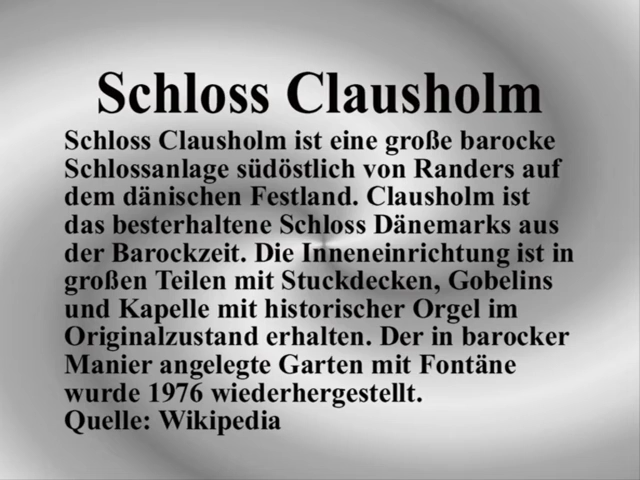 Schloss Clausholm
Schloss Clausholm ist eine große barocke
Schlossanlage südöstlich von Randers auf
dem dänischen Festland. Clausholm ist
das besterhaltene Schloss Dänemarks aus
der Barockzeit. Die Inneneinrichtung ist in
großen Teilen mit Stuckdecken, Gobelins
und Kapelle mit historischer Orgel im
Originalzustand erhalten. Der in barocker
Manier angelegte Garten mit Fontäne
wurde 1976 wiederhergestellt.
Quelle: Wikipedia